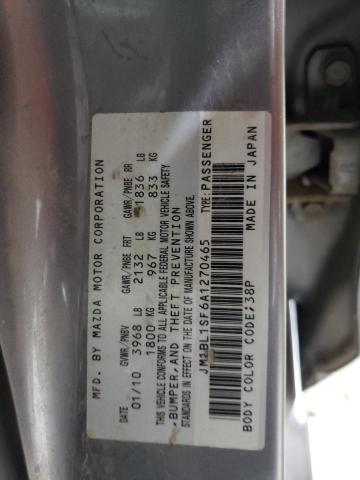 MFD. BY MAZDA MOTOR CORPORATION
DATE GVWR/PNBV GAWR/PNBE FRT GAWR/PNBE RR
01/10 3968 LB 2132 LB 1836 LB
1800 KG 967 KG 833 KG
THIS VEHICLE CONFORMS TO ALL APPLICABLE FEDERAL MOTOR VEHICLE SAFETY,
BUMPER, AND THEFT PREVENTION
STANDARDS IN EFFECT ON THE DATE OF MANUFACTURE SHOWN ABOVE.
JM1BL1SF6A1270465 TYPE: PASSENGER
BODY COLOR CODE: 38P MADE IN JAPAN